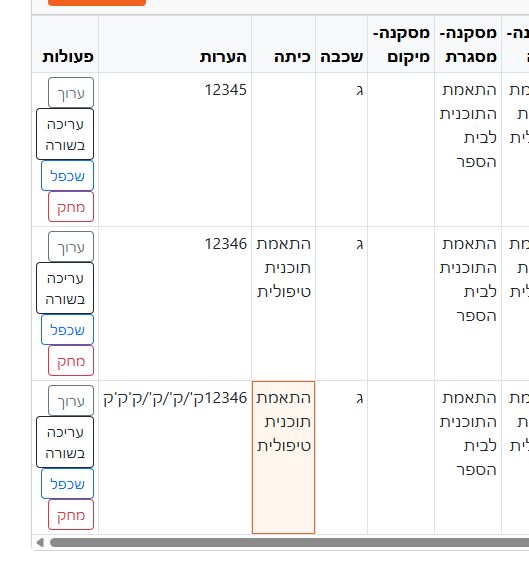 מסקנה- מסקנה-
מסגרת מיקום שכבה כיתה הערות פעולות
התאמת ג 12345 ערוך
התוכנית עריכה
לבית בשורה
הספר שכפל
מחק
התאמת ג התאמת 12346 ערוך
התוכנית תוכנית עריכה
לבית טיפולית בשורה
הספר שכפל
מחק
התאמת ג התאמת 12346ק'/ק'/ק'/ק'ק'ק ערוך
התוכנית תוכנית עריכה
לבית טיפולית בשורה
הספר שכפל
מחק